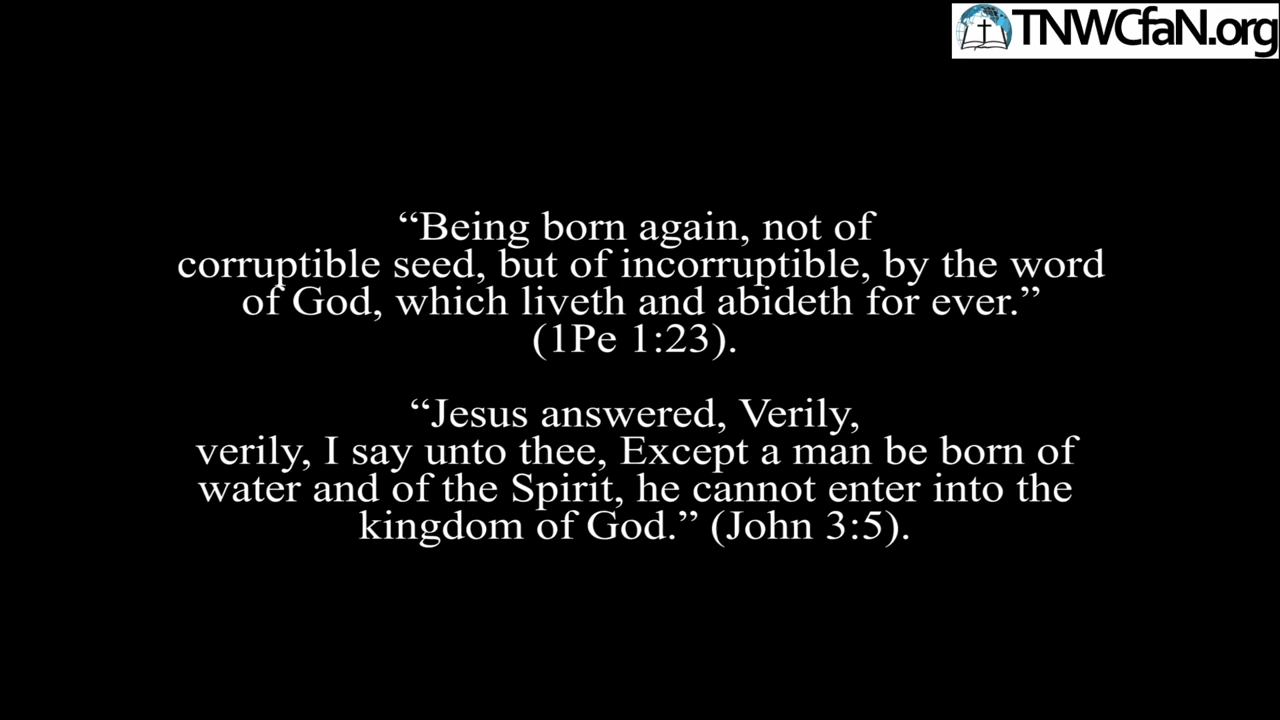 TNWCfaN.org
“Being born again, not of
corruptible seed, but of incorruptible, by the word
of God, which liveth and abideth for ever.”
(1Pe 1:23).
“Jesus answered, Verily,
verily, I say unto thee, Except a man be born of
water and of the Spirit, he cannot enter into the
kingdom of God.” (John 3:5).